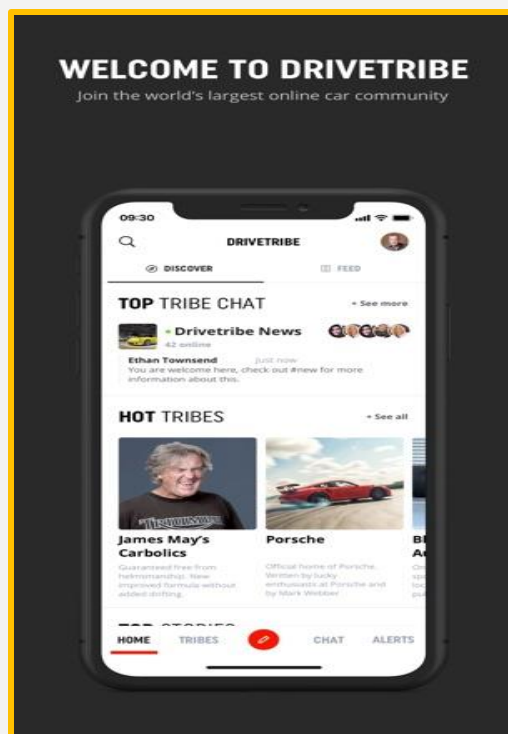 WELCOME TO DRIVETRIBE
Join the world's largest online car community
09:30
DRIVETRIBE
DISCOVER
FEED
TOP TRIBE CHAT
+ See more
Drivetribe News
42 online
Ethan Townsend Just now
You are welcome here, check out #new for more
information about this.
HOT TRIBES
+ See all
TRIUMPH
James May's
Carbolics
Guaranteed free from
helmsmanship. New
improved formula without
added drifting.
Porsche
Official home of Porsche.
Written by lucky
enthusiasts at Porsche and
by Mark Webber
TOP STORIES
HOME
TRIBES
CHAT
ALERTS